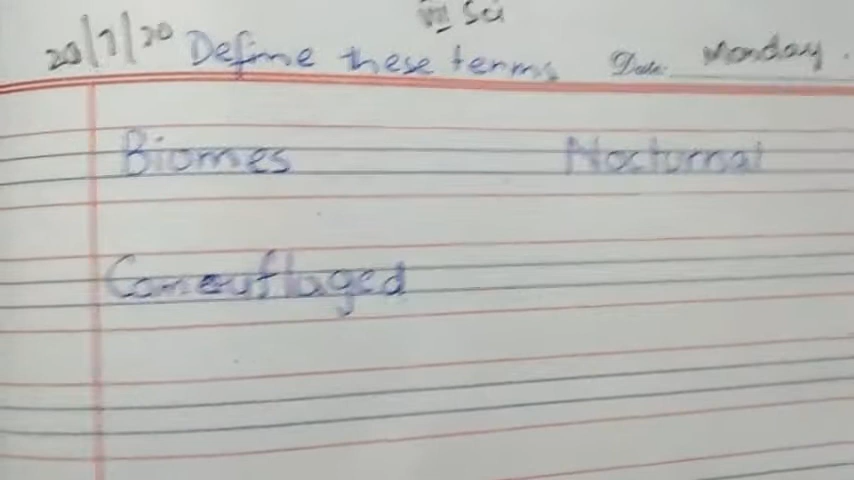 VII Sci
20/7/20 Define these terms Date: Monday.
Biomes Nocturnal
Camouflaged